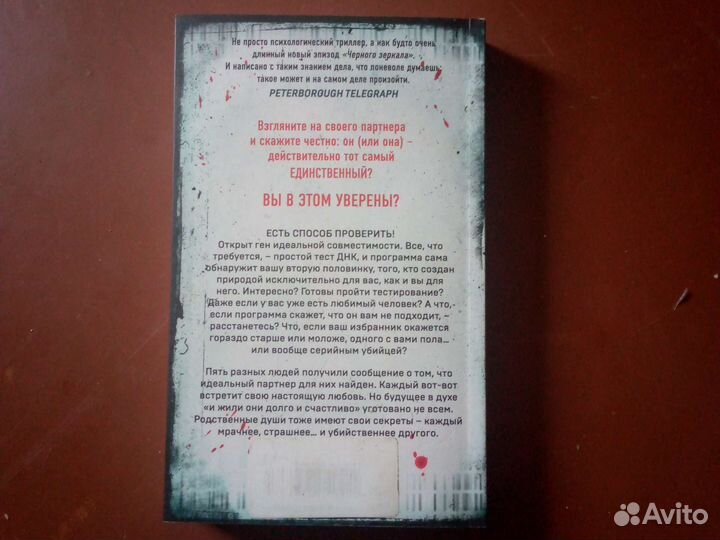 Не просто психологический триллер, а как будто очень
длинный новый эпизод «Черного зеркала».
И написано с таким знанием дела, что поневоле думаешь:
такое может и на самом деле произойти.
PETERBOROUGH TELEGRAPH
Взгляните на своего партнера
и скажите честно: он (или она) –
действительно тот самый
ЕДИНСТВЕННЫЙ?
ВЫ В ЭТОМ УВЕРЕНЫ?
ЕСТЬ СПОСОБ ПРОВЕРИТЬ!
Открыт ген идеальной совместимости. Все, что
требуется, – простой тест ДНК, и программа сама
обнаружит вашу вторую половинку, того, кто создан
природой исключительно для вас, как и вы для
него. Интересно? Готовы пройти тестирование?
Даже если у вас уже есть любимый человек? А что,
если программа скажет, что он вам не подходит, –
расстанетесь? Что, если ваш избранник окажется
гораздо старше или моложе, одного с вами пола...
или вообще серийным убийцей?
Пять разных людей получили сообщение о том, что
идеальный партнер для них найден. Каждый вот-вот
встретит свою настоящую любовь. Но будущее в духе
«и жили они долго и счастливо» уготовано не всем.
Родственные души тоже имеют свои секреты – каждый
мрачнее, страшнее... и убийственнее другого.
Avito